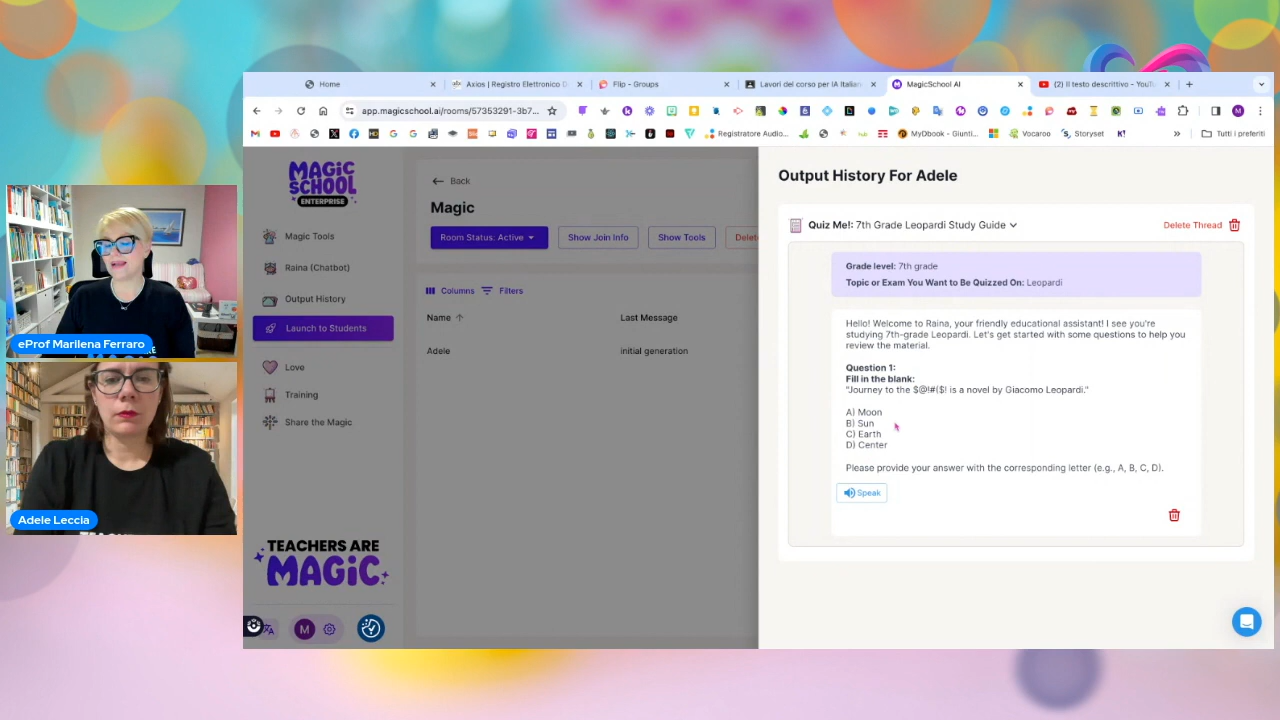 Home
Axios | Registro Elettronico D
Flip - Groups
Lavori del corso per IA Italian
MagicSchool AI
(2) Il testo descrittivo - YouTu
app.magicschool.ai/rooms/57353291-3b7...
Registratore Audio...
MyDbook - Giunti...
Vocaroo
Storyset
K!
Tutti i preferiti
MAGIC
SCHOOL
ENTERPRISE
Magic Tools
Raina (Chatbot)
Output History
Launch to Students
Love
Training
Share the Magic
TEACHERS ARE
MAGIC
M
Back
Magic
Room Status: Active
Show Join Info
Show Tools
Delet
Columns
Filters
Name
Last Message
Adele
initial generation
Output History For Adele
Quiz Me!: 7th Grade Leopardi Study Guide
Delete Thread
Grade level: 7th grade
Topic or Exam You Want to Be Quizzed On: Leopardi
Hello! Welcome to Raina, your friendly educational assistant! I see you're
studying 7th-grade Leopardi. Let's get started with some questions to help you
review the material.
Question 1:
Fill in the blank:
"Journey to the $@!#($! is a novel by Giacomo Leopardi."
A) Moon
B) Sun
C) Earth
D) Center
Please provide your answer with the corresponding letter (e.g., A, B, C, D).
Speak
eProf Marilena Ferraro
Adele Leccia